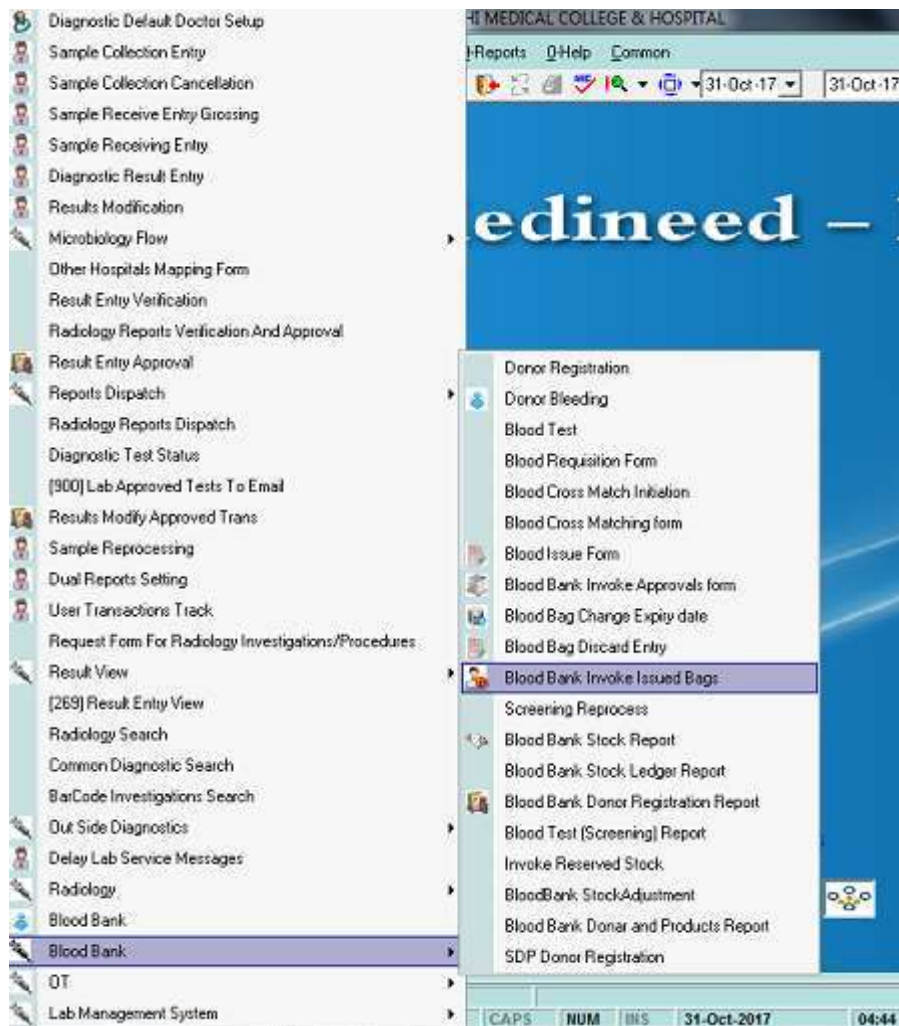 Diagnostic Default Doctor Setup
Sample Collection Entry
Sample Collection Cancellation
Sample Receive Entry Grossing
Sample Receiving Entry
Diagnostic Result Entry
Results Modification
Microbiology Flow
Other Hospitals Mapping Form
Result Entry Verification
Radiology Reports Verification And Approval
Result Entry Approval
Reports Dispatch
Radiology Reports Dispatch
Diagnostic Test Status
[900] Lab Approved Tests To Email
Results Modify Approved Trans
Sample Reprocessing
Dual Reports Setting
User Transactions Track
Request Form For Radiology Investigations/Procedures
Result View
[269] Result Entry View
Radiology Search
Common Diagnostic Search
BarCode Investigations Search
Out Side Diagnostics
Delay Lab Service Messages
Radiology
Blood Bank
Blood Bank
OT
Lab Management System
HI MEDICAL COLLEGE & HOSPITAL
-Reports 0-Help Common
31-Oct-17 31-Oct-17
edineed –
Donor Registration
Donor Bleeding
Blood Test
Blood Requisition Form
Blood Cross Match Initiation
Blood Cross Matching form
Blood Issue Form
Blood Bank Invoke Approvals form
Blood Bag Change Expiry date
Blood Bag Discard Entry
Blood Bank Invoke Issued Bags
Screening Reprocess
Blood Bank Stock Report
Blood Bank Stock Ledger Report
Blood Bank Donor Registration Report
Blood Test (Screening) Report
Invoke Reserved Stock
BloodBank StockAdjustment
Blood Bank Donar and Products Report
SDP Donor Registration
CAPS NUM INS 31-Oct-2017 04:44